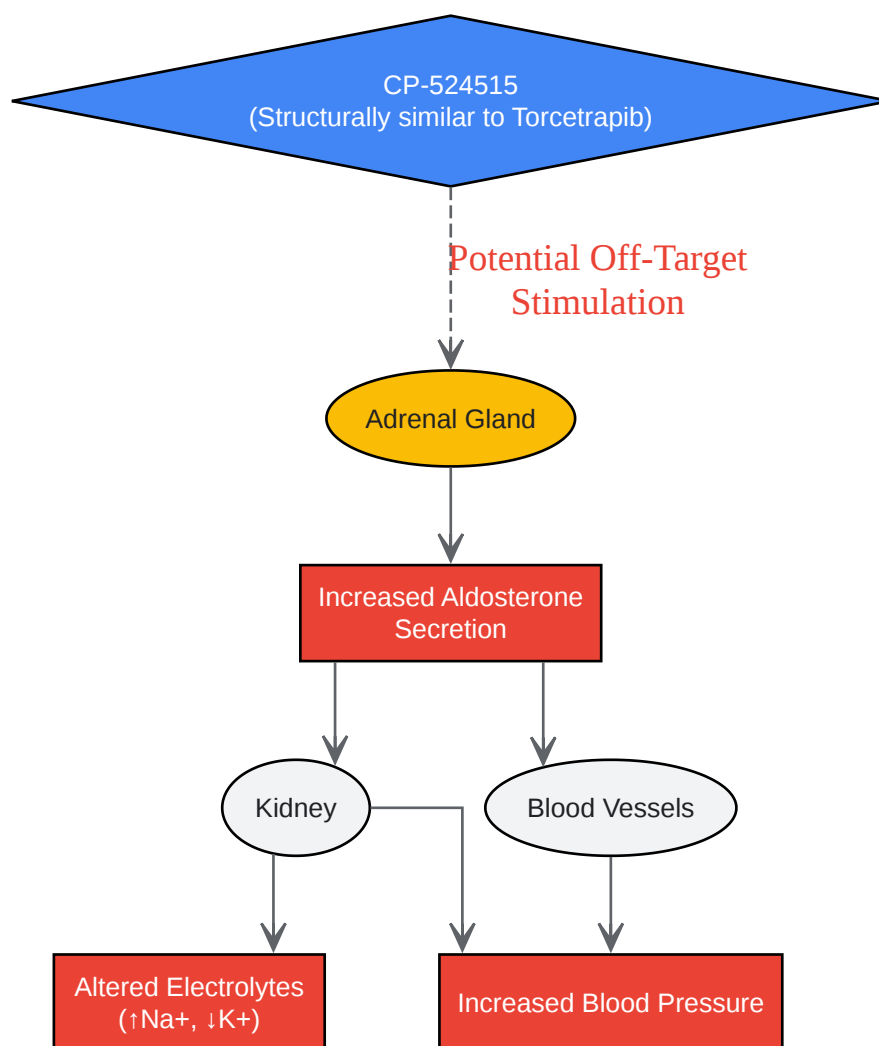 CP-524515
(Structurally similar to Torcetrapib)
Potential Off-Target
Stimulation
Adrenal Gland
Increased Aldosterone
Secretion
Kidney
Blood Vessels
Altered Electrolytes
(↑Na+, ↓K+)
Increased Blood Pressure